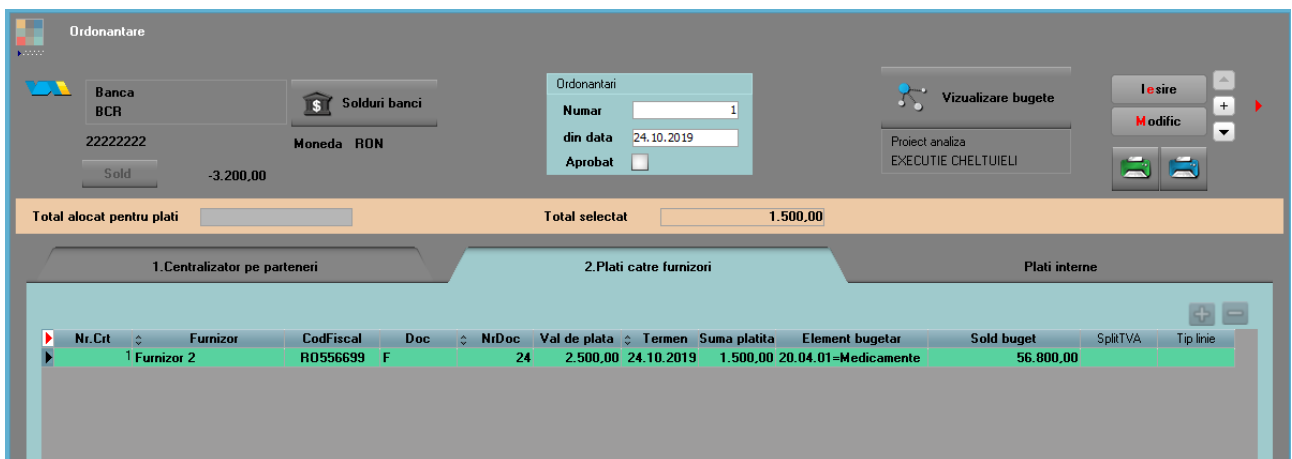 Ordonantare
Banca
BCR
Solduri banci
22222222
Moneda RON
Sold
-3.200,00
Ordonantari
Numar 1
din data 24.10.2019
Aprobat
Vizualizare bugete
Proiect analiza
EXECUTIE CHELTUIELI
Iesire
Modific
Total alocat pentru plati
Total selectat 1.500,00
1.Centralizator pe parteneri
2.Plati catre furnizori
Plati interne
Nr.Crt Furnizor CodFiscal Doc NrDoc Val de plata Termen Suma platita Element bugetar Sold buget SplitTVA Tip linie
1 Furnizor 2 RO556699 F 24 2.500,00 24.10.2019 1.500,00 20.04.01=Medicamente 56.800,00